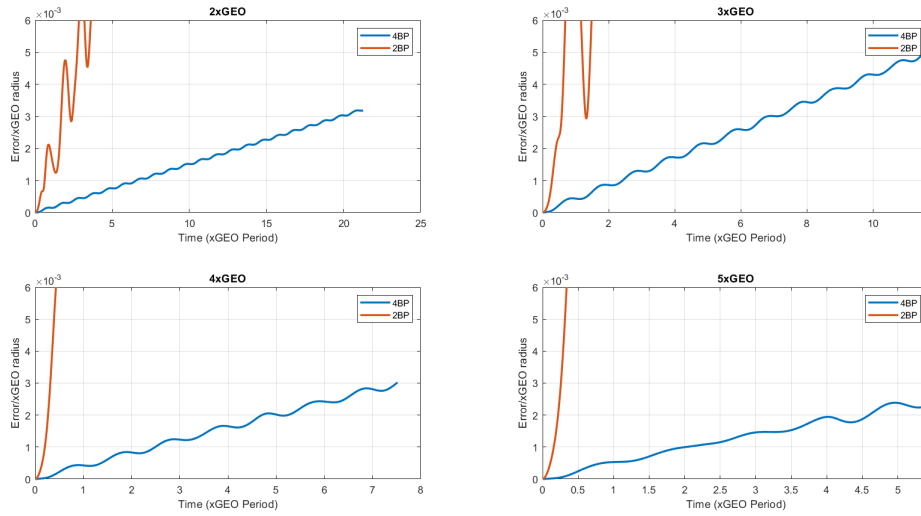 2xGEO
×10⁻³
6
5
4
3
2
1
0
Error/xGEO radius
0 5 10 15 20 25
Time (xGEO Period)
4BP
2BP
3xGEO
×10⁻³
6
5
4
3
2
1
0
Error/xGEO radius
0 2 4 6 8 10
Time (xGEO Period)
4BP
2BP
4xGEO
×10⁻³
6
5
4
3
2
1
0
Error/xGEO radius
0 1 2 3 4 5 6 7 8
Time (xGEO Period)
4BP
2BP
5xGEO
×10⁻³
6
5
4
3
2
1
0
Error/xGEO radius
0 0.5 1 1.5 2 2.5 3 3.5 4 4.5 5
Time (xGEO Period)
4BP
2BP